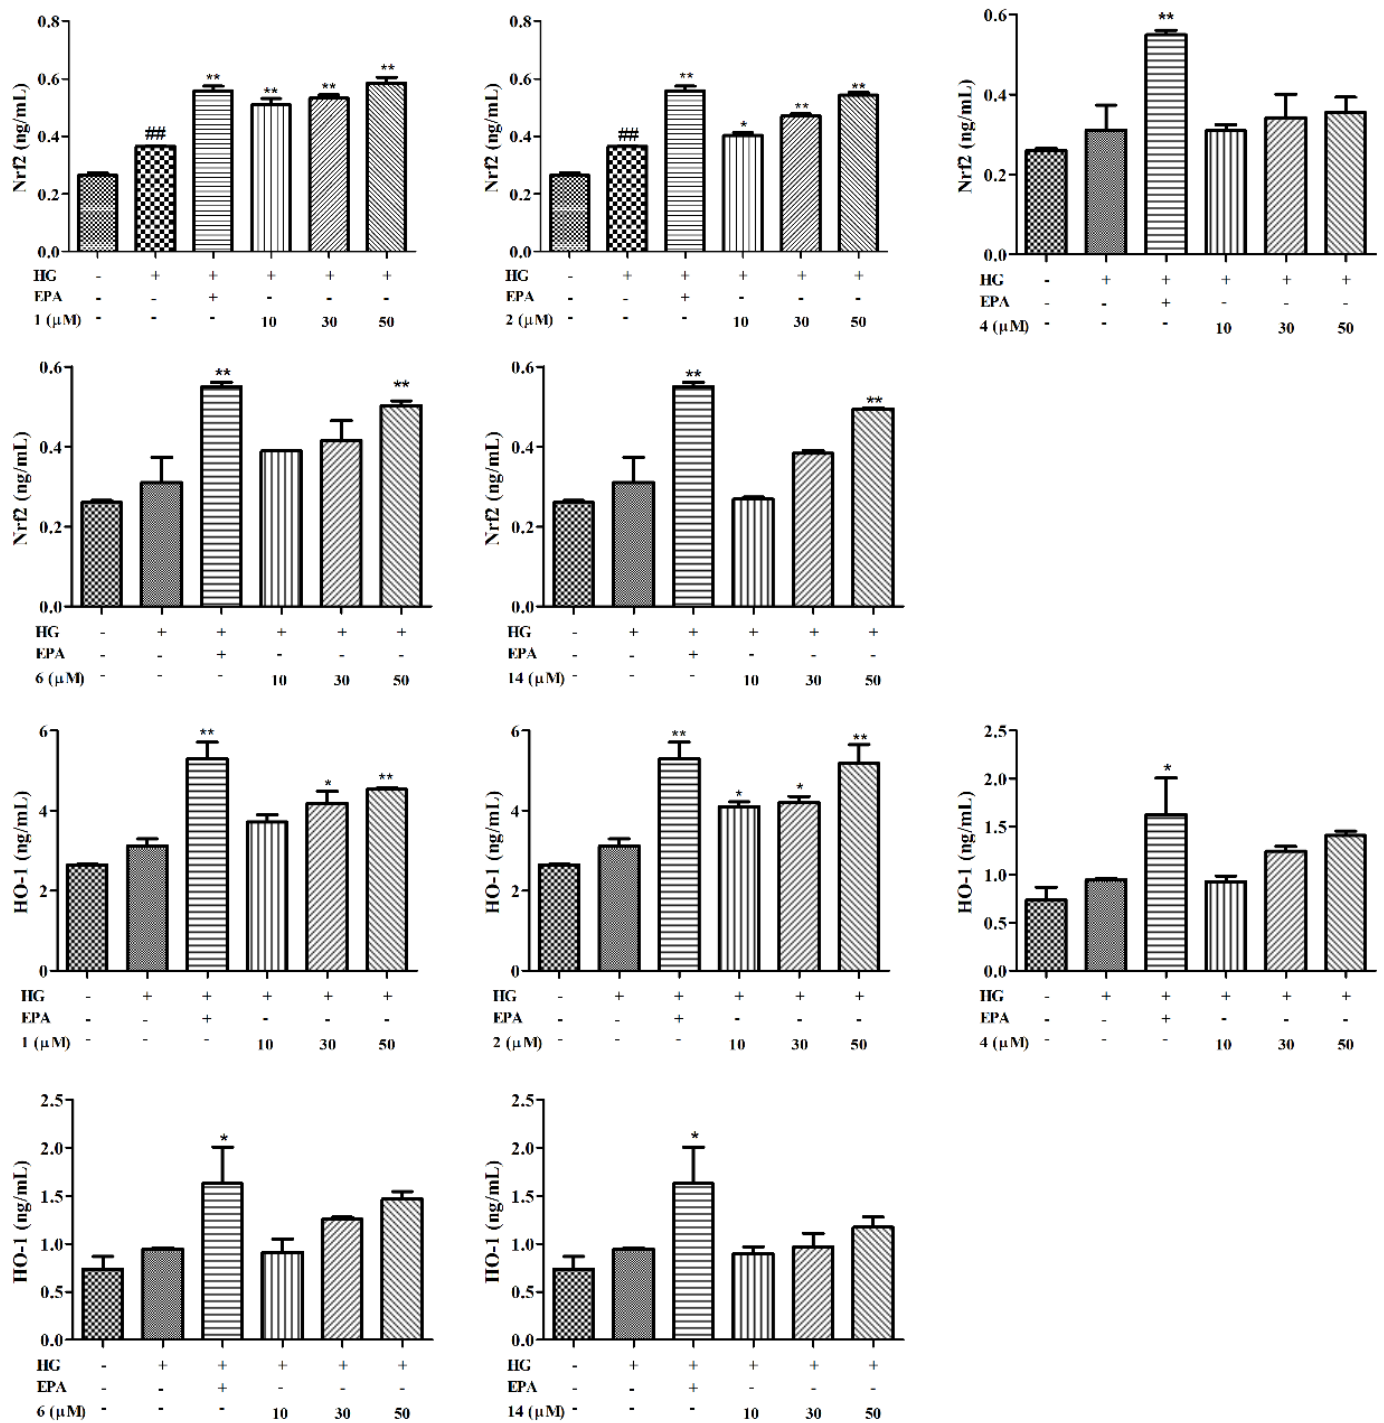 Nrf2 (ng/mL)
0.8
0.6
0.4
0.2
0.0
##
**
**
**
**
HG - + + + + +
EPA - - + - - -
1 (μM) - - - 10 30 50
Nrf2 (ng/mL)
0.8
0.6
0.4
0.2
0.0
##
**
*
**
**
HG - + + + + +
EPA - - + - - -
2 (μM) - - - 10 30 50
Nrf2 (ng/mL)
0.6
0.4
0.2
0.0
**
HG - + + + + +
EPA - - + - - -
4 (μM) - - - 10 30 50
Nrf2 (ng/mL)
0.6
0.4
0.2
0.0
**
**
HG - + + + + +
EPA - - + - - -
6 (μM) - - - 10 30 50
Nrf2 (ng/mL)
0.6
0.4
0.2
0.0
**
**
HG - + + + + +
EPA - - + - - -
14 (μM) - - - 10 30 50
HO-1 (ng/mL)
6
4
2
0
**
*
**
HG - + + + + +
EPA - - + - - -
1 (μM) - - - 10 30 50
HO-1 (ng/mL)
6
4
2
0
**
*
*
**
HG - + + + + +
EPA - - + - - -
2 (μM) - - - 10 30 50
HO-1 (ng/mL)
2.5
2.0
1.5
1.0
0.5
0.0
*
HG - + + + + +
EPA - - + - - -
4 (μM) - - - 10 30 50
HO-1 (ng/mL)
2.5
2.0
1.5
1.0
0.5
0.0
*
HG - + + + + +
EPA - - + - - -
6 (μM) - - - 10 30 50
HO-1 (ng/mL)
2.5
2.0
1.5
1.0
0.5
0.0
*
HG - + + + + +
EPA - - + - - -
14 (μM) - - - 10 30 50